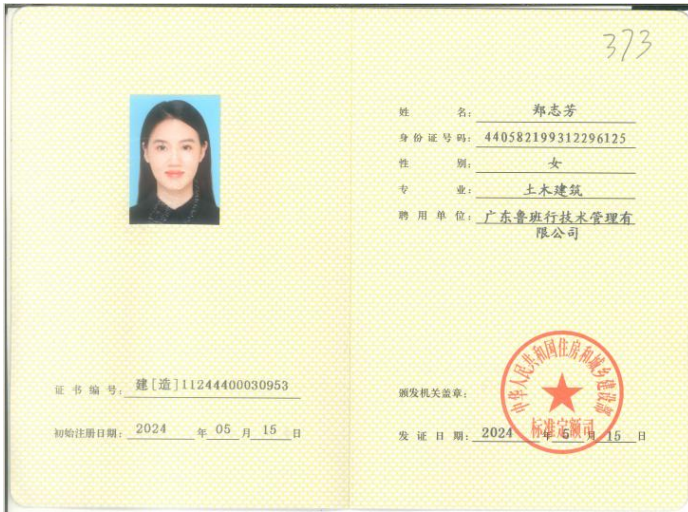 373
姓名：郑志芳
身份证号码：440582199312296125
性别：女
专业：土木建筑
聘用单位：广东鲁班行技术管理有
限公司
证书编号：建[造]11244400030953
初始注册日期：2024年05月15日
颁发机关盖章：
中华人民共和国住房和城乡建设部
标准定额司
发证日期：2024年5月15日